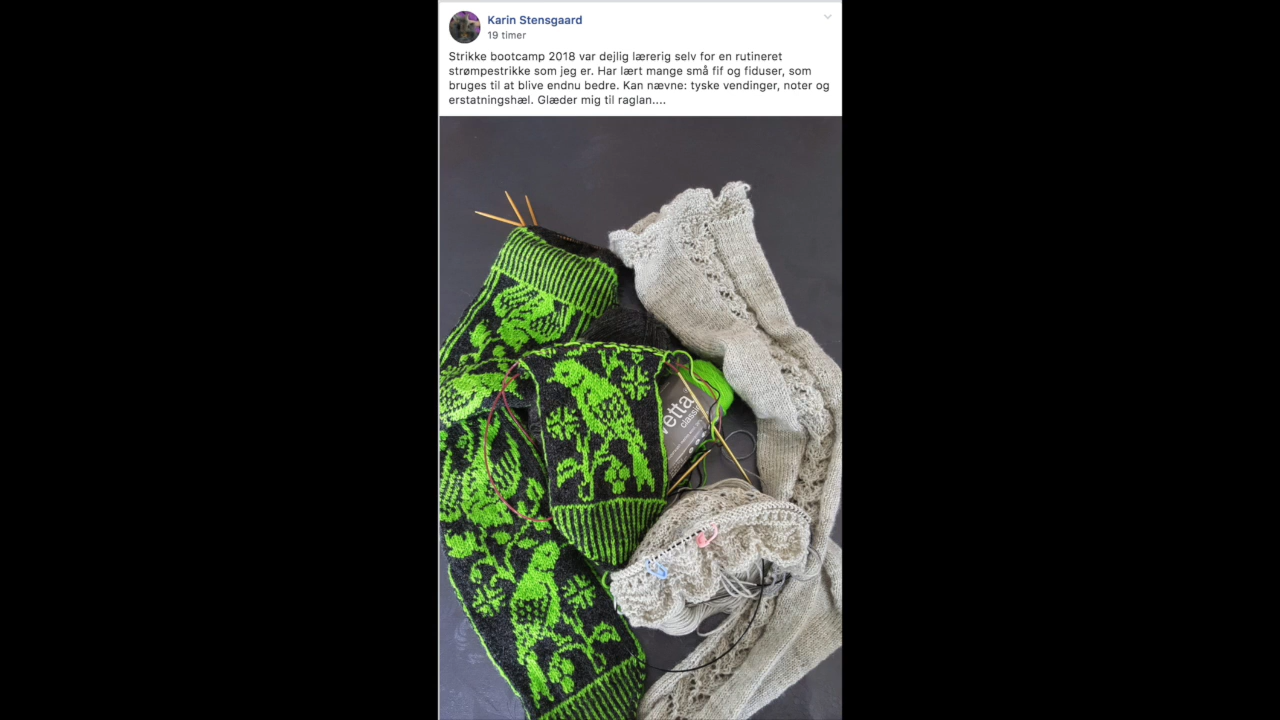 Karin Stensgaard
19 timer
Strikke bootcamp 2018 var dejlig lærerig selv for en rutineret
strømpestrikke som jeg er. Har lært mange små fif og fiduser, som
bruges til at blive endnu bedre. Kan nævne: tyske vendinger, noter og
erstatningshæl. Glæder mig til raglan....
vetta
classic